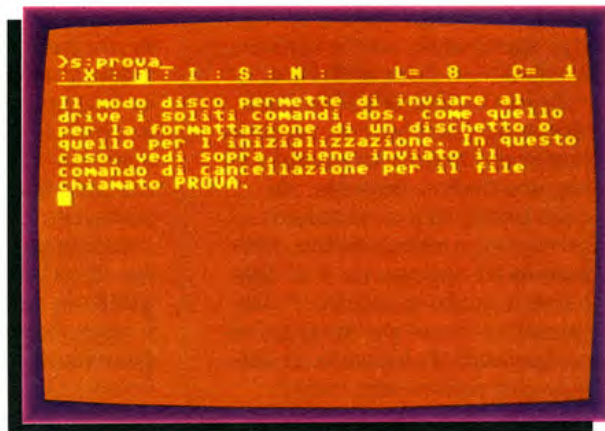 >s:prova_
: X : F : I : S : N :      L= 8    C= 1
Il modo disco permette di inviare al
drive i soliti comandi dos, come quello
per la formattazione di un dischetto o
quello per l'inizializzazione. In questo
caso, vedi sopra, viene inviato il
comando di cancellazione per il file
chiamato PROVA.